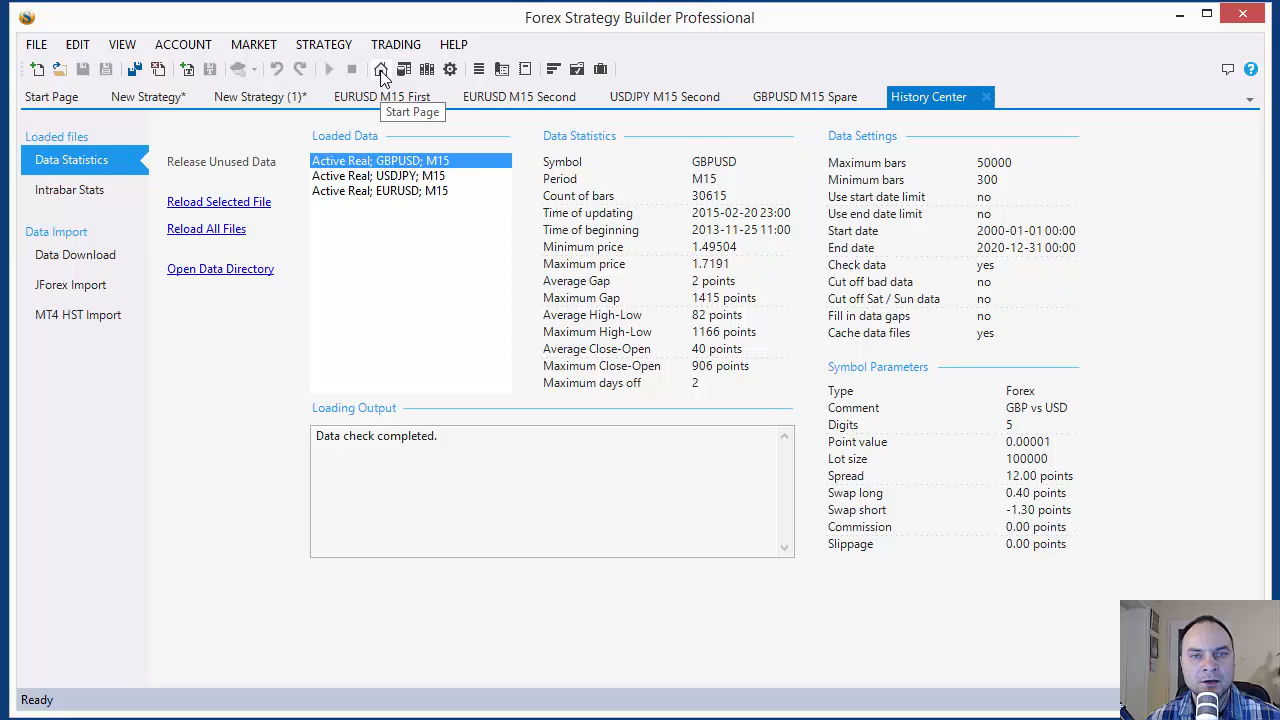 Forex Strategy Builder Professional
FILE EDIT VIEW ACCOUNT MARKET STRATEGY TRADING HELP
Start Page New Strategy* New Strategy (1)* EURUSD M15 First EURUSD M15 Second USDJPY M15 Second GBPUSD M15 Spare History Center
Start Page
Loaded files
Data Statistics
Intrabar Stats
Data Import
Data Download
JForex Import
MT4 HST Import
Release Unused Data
Reload Selected File
Reload All Files
Open Data Directory
Loaded Data
Active Real; GBPUSD; M15
Active Real; USDJPY; M15
Active Real; EURUSD; M15
Data Statistics
Symbol GBPUSD
Period M15
Count of bars 30615
Time of updating 2015-02-20 23:00
Time of beginning 2013-11-25 11:00
Minimum price 1.49504
Maximum price 1.7191
Average Gap 2 points
Maximum Gap 1415 points
Average High-Low 82 points
Maximum High-Low 1166 points
Average Close-Open 40 points
Maximum Close-Open 906 points
Maximum days off 2
Data Settings
Maximum bars 50000
Minimum bars 300
Use start date limit no
Use end date limit no
Start date 2000-01-01 00:00
End date 2020-12-31 00:00
Check data yes
Cut off bad data no
Cut off Sat / Sun data no
Fill in data gaps no
Cache data files yes
Symbol Parameters
Type Forex
Comment GBP vs USD
Digits 5
Point value 0.00001
Lot size 100000
Spread 12.00 points
Swap long 0.40 points
Swap short -1.30 points
Commission 0.00 points
Slippage 0.00 points
Loading Output
Data check completed.
Ready